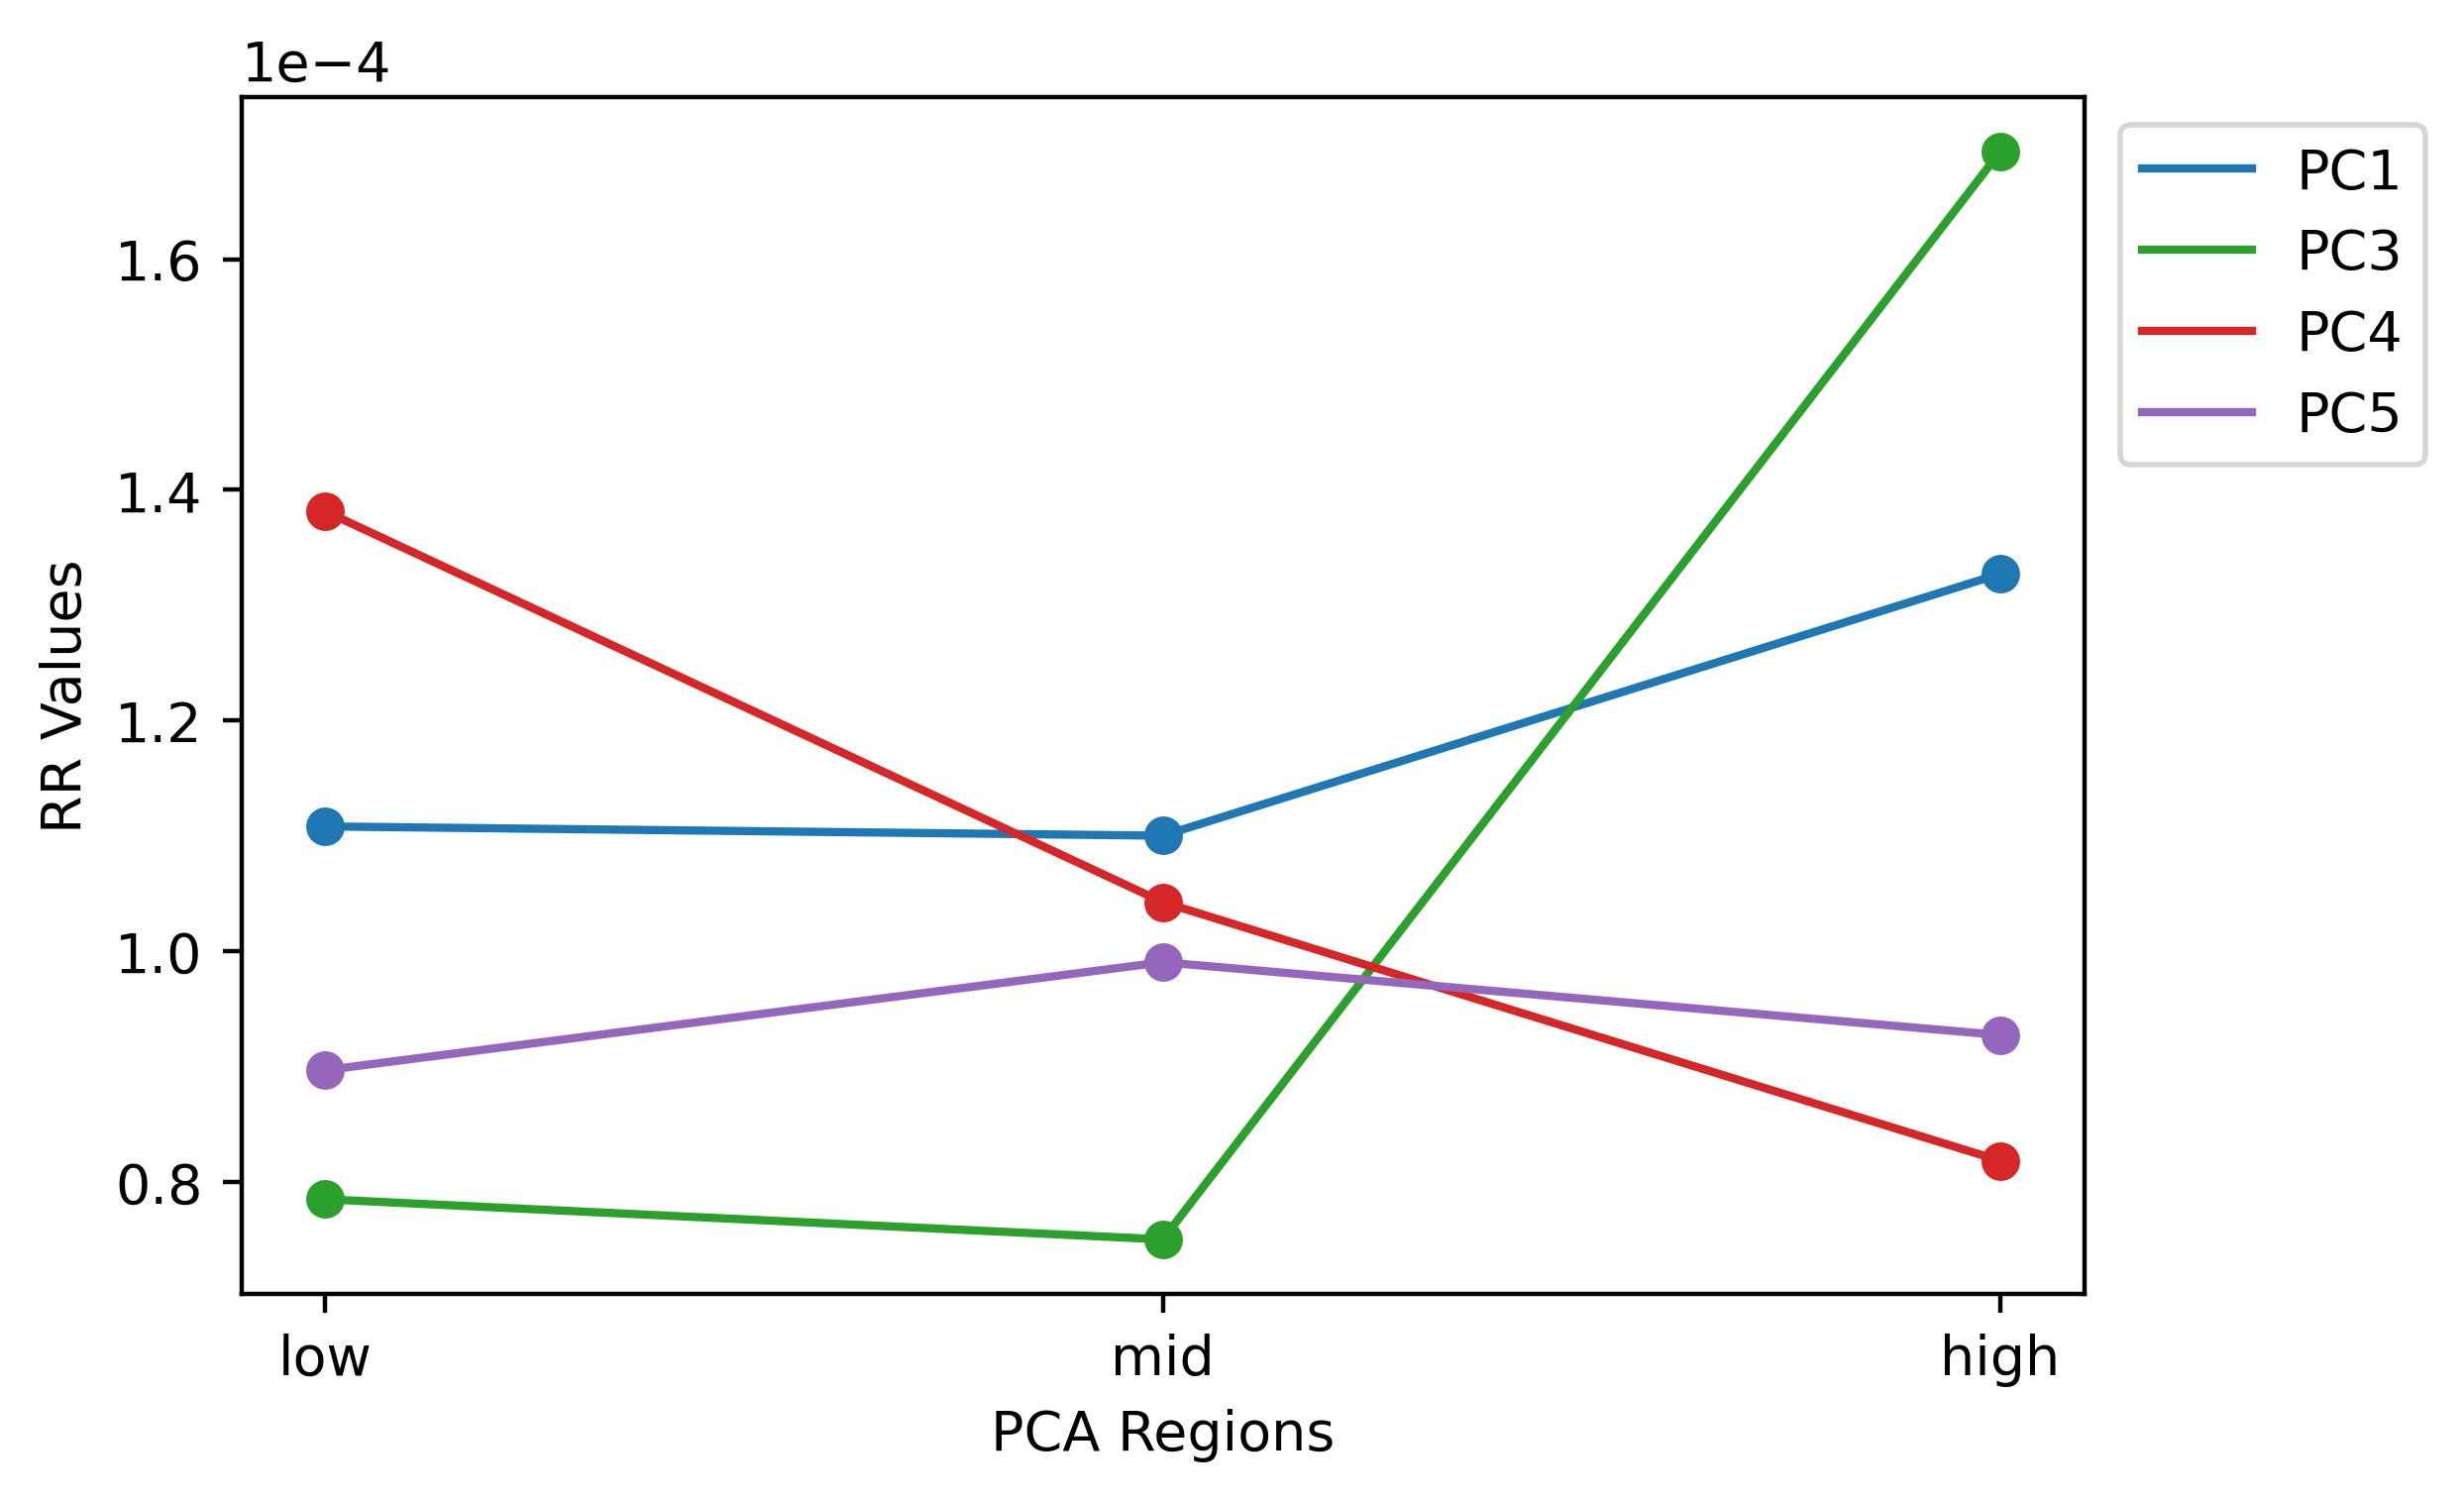 1e−4
1.6
1.4
1.2
1.0
0.8
RR Values
low mid high
PCA Regions
PC1
PC3
PC4
PC5